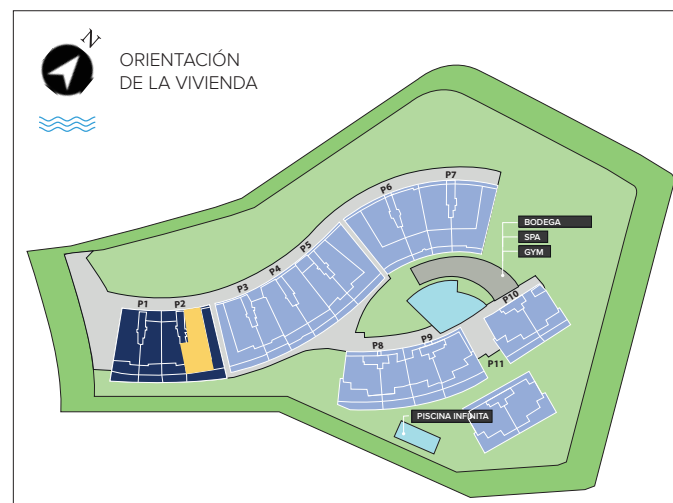 N
ORIENTACIÓN
DE LA VIVIENDA
P7
P6
BODEGA
SPA
GYM
P5
P4
P3
P10
P1
P2
P9
P8
P11
PISCINA INFINITA